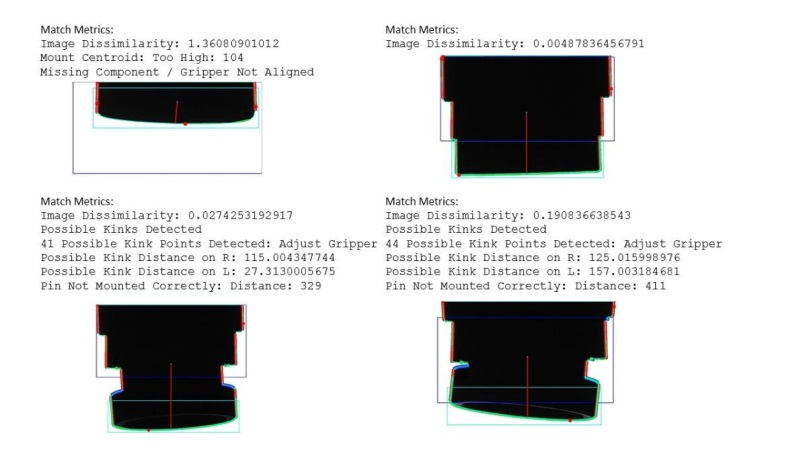 Match Metrics:
Image Dissimilarity: 1.36080901012
Mount Centroid: Too High: 104
Missing Component / Gripper Not Aligned
Match Metrics:
Image Dissimilarity: 0.00487836456791
Match Metrics:
Image Dissimilarity: 0.0274253192917
Possible Kinks Detected
41 Possible Kink Points Detected: Adjust Gripper
Possible Kink Distance on R: 115.004347744
Possible Kink Distance on L: 27.3130005675
Pin Not Mounted Correctly: Distance: 329
Match Metrics:
Image Dissimilarity: 0.190836638543
Possible Kinks Detected
44 Possible Kink Points Detected: Adjust Gripper
Possible Kink Distance on R: 125.015998976
Possible Kink Distance on L: 157.003184681
Pin Not Mounted Correctly: Distance: 411